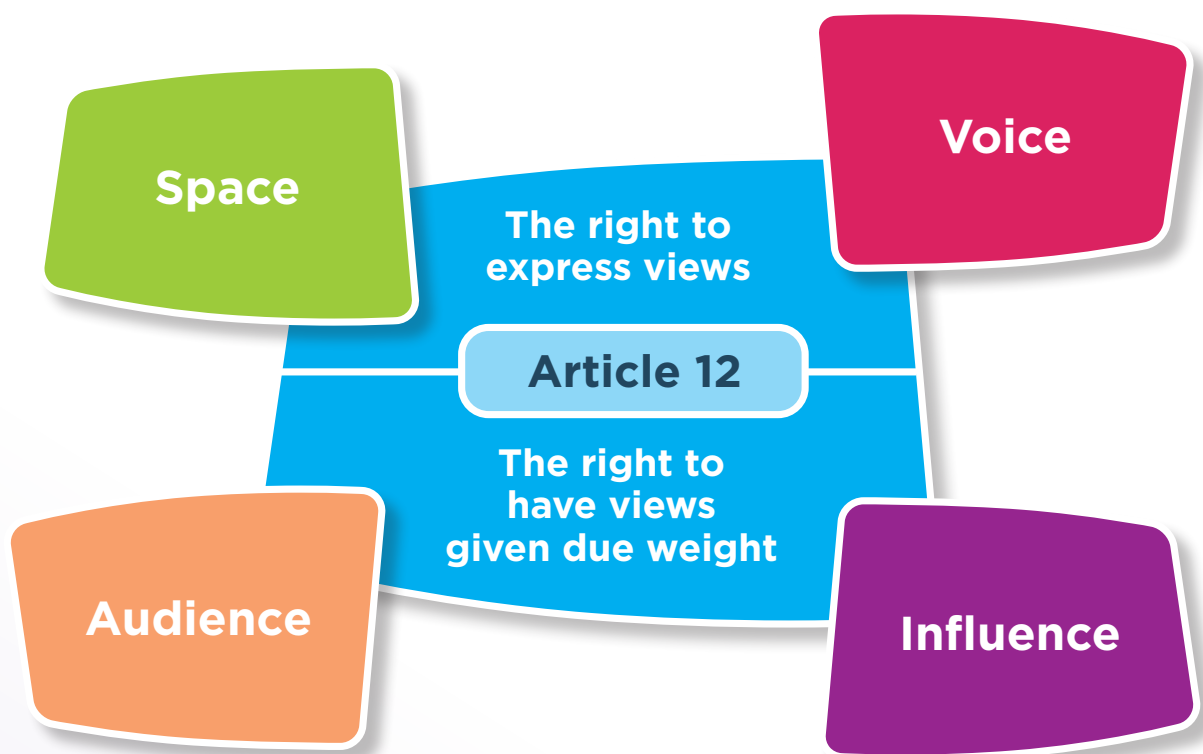 Space
Voice
The right to
express views
Article 12
The right to
have views
given due weight
Audience
Influence